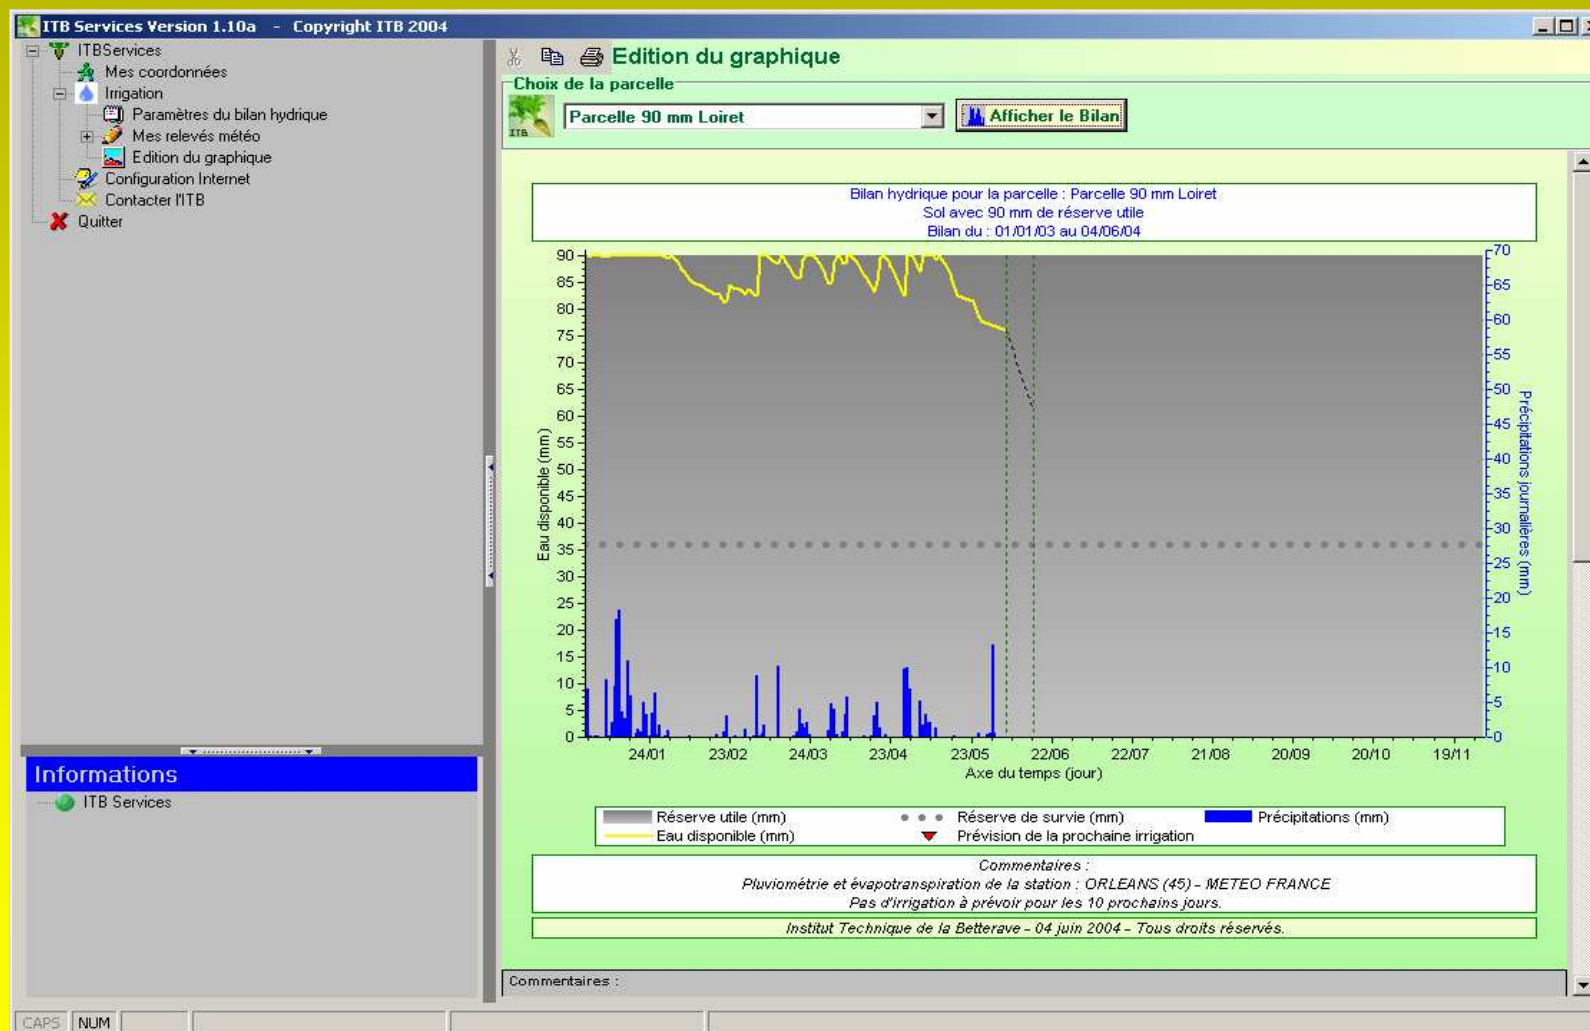 ITB Services Version 1.10a - Copyright ITB 2004
ITBServices
Mes coordonnées
Irrigation
Paramètres du bilan hydrique
Mes relevés météo
Edition du graphique
Configuration Internet
Contacter l'ITB
Quitter
Informations
ITB Services
Edition du graphique
Choix de la parcelle
ITB
Parcelle 90 mm Loiret
Afficher le Bilan
Bilan hydrique pour la parcelle : Parcelle 90 mm Loiret
Sol avec 90 mm de réserve utile
Bilan du : 01/01/03 au 04/06/04
Eau disponible (mm)
90
85
80
75
70
65
60
55
50
45
40
35
30
25
20
15
10
5
0
70
65
60
55
50
45
40
35
30
25
20
15
10
5
0
Précipitations journalières (mm)
24/01 23/02 24/03 23/04 23/05 22/06 22/07 21/08 20/09 20/10 19/11
Axe du temps (jour)
Réserve utile (mm) Réserve de survie (mm) Précipitations (mm)
Eau disponible (mm) Prévision de la prochaine irrigation
Commentaires :
Pluviométrie et évapotranspiration de la station : ORLEANS (45) - METEO FRANCE
Pas d'irrigation à prévoir pour les 10 prochains jours.
Institut Technique de la Betterave - 04 juin 2004 - Tous droits réservés.
Commentaires :
CAPS NUM